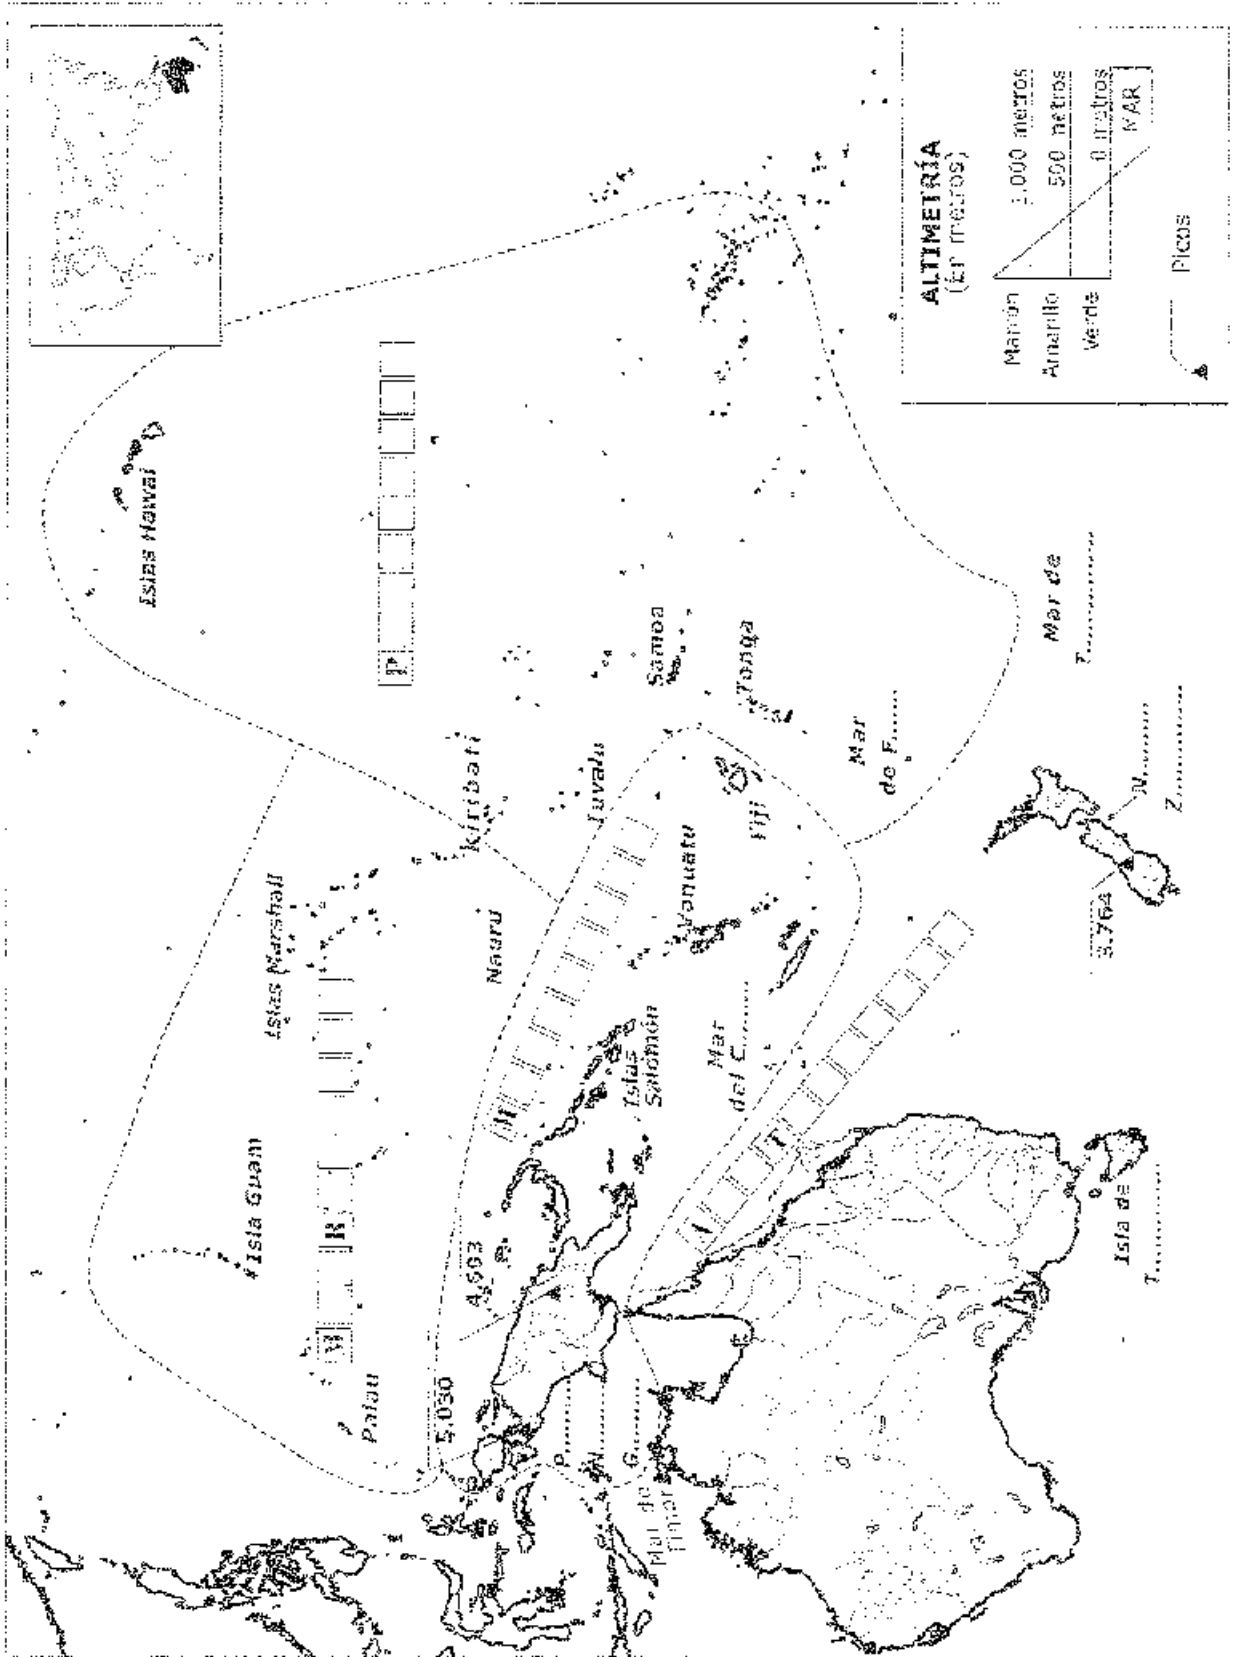 Islas Hawai
P
Islas Marshall
Isla Guam
M R
Palau
Kiribati
Nauru
Tuvalu
Samoa
Tonga
Fiji
Vanuatu
Islas
Salomón
M
4.693
5.030
P..........
N..........
G..........
Mar de
Timor
Mar
del C..........
Mar
de F..........
Mar de
T..........
A T
Isla de
T..........
N..........
Z..........
3.764
ALTIMETRÍA
(En metros)
Marrón
Amarillo
Verde
1.000 metros
500 metros
0 metros
MAR
Picos